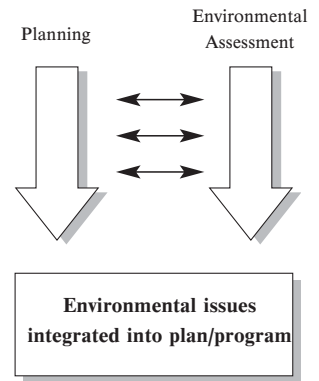 Planning
Environmental
Assessment
Environmental issues
integrated into plan/program